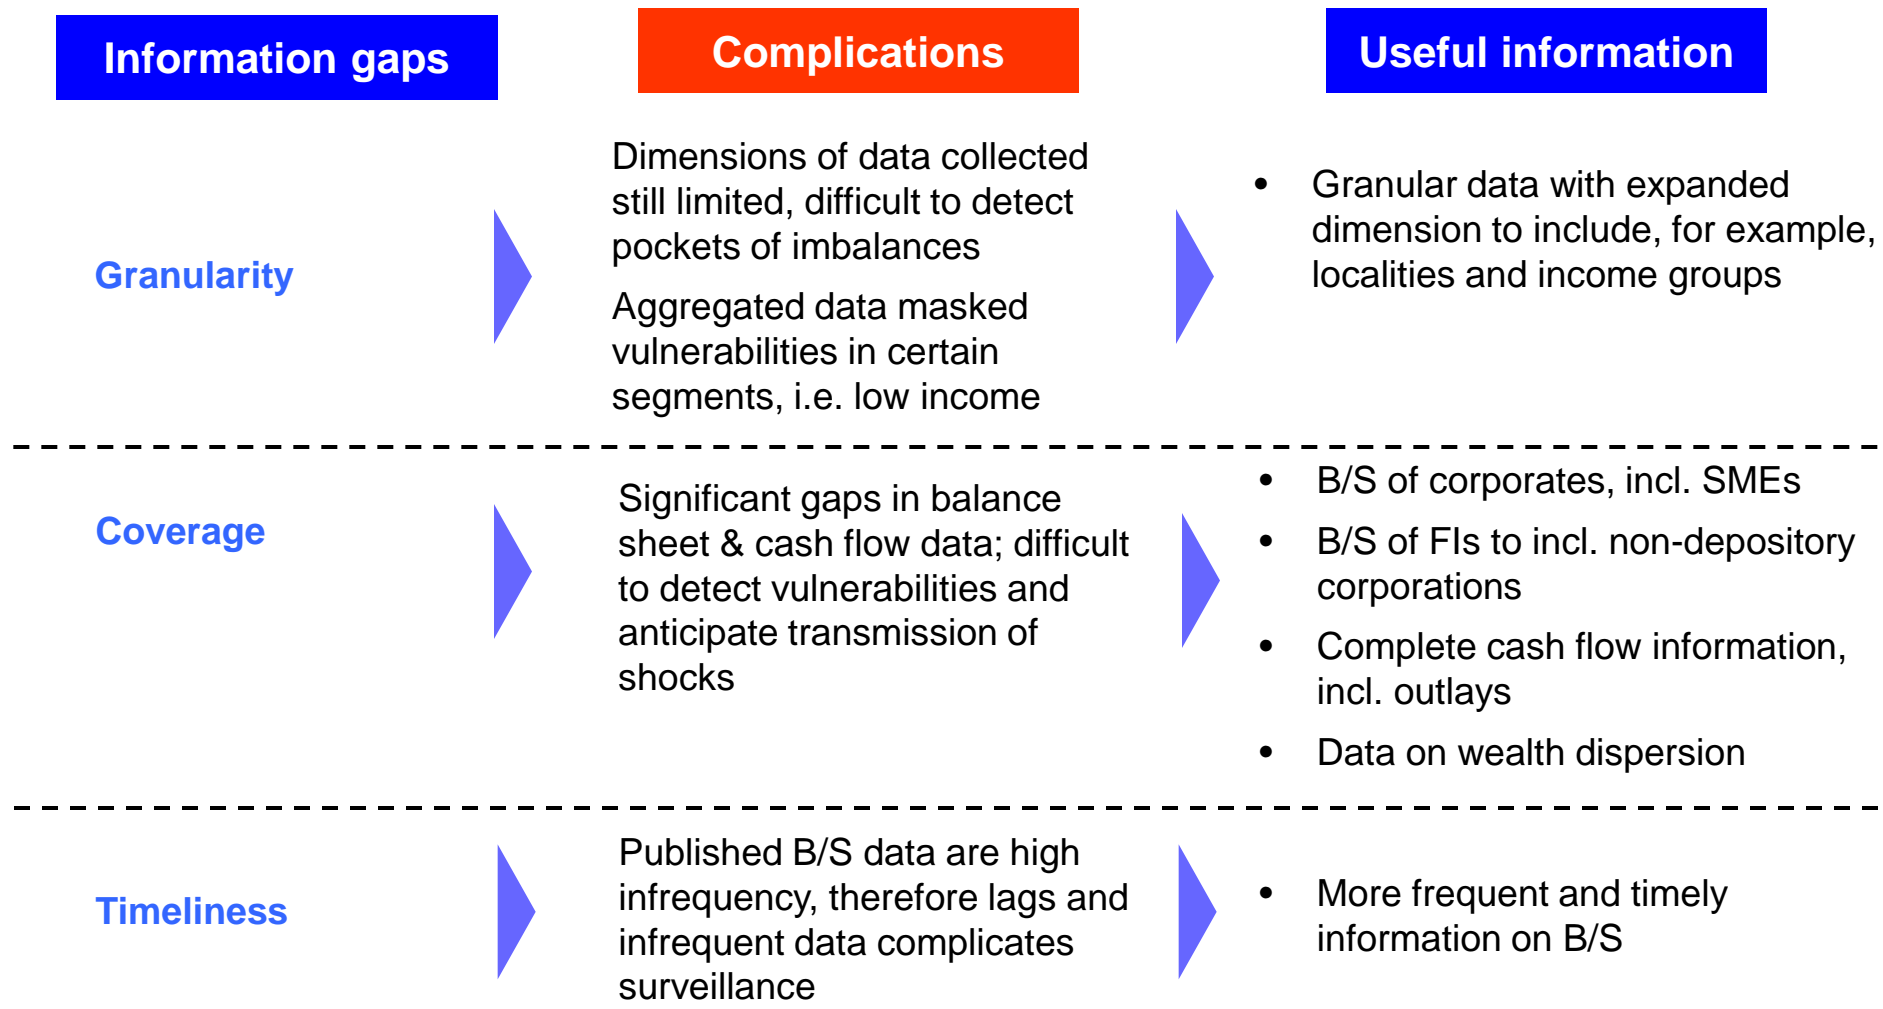 Information gaps
Complications
Useful information
Granularity
Dimensions of data collected
still limited, difficult to detect
pockets of imbalances
Aggregated data masked
vulnerabilities in certain
segments, i.e. low income
• Granular data with expanded
dimension to include, for example,
localities and income groups
Coverage
Significant gaps in balance
sheet & cash flow data; difficult
to detect vulnerabilities and
anticipate transmission of
shocks
• B/S of corporates, incl. SMEs
• B/S of FIs to incl. non-depository
corporations
• Complete cash flow information,
incl. outlays
• Data on wealth dispersion
Timeliness
Published B/S data are high
infrequency, therefore lags and
infrequent data complicates
surveillance
• More frequent and timely
information on B/S